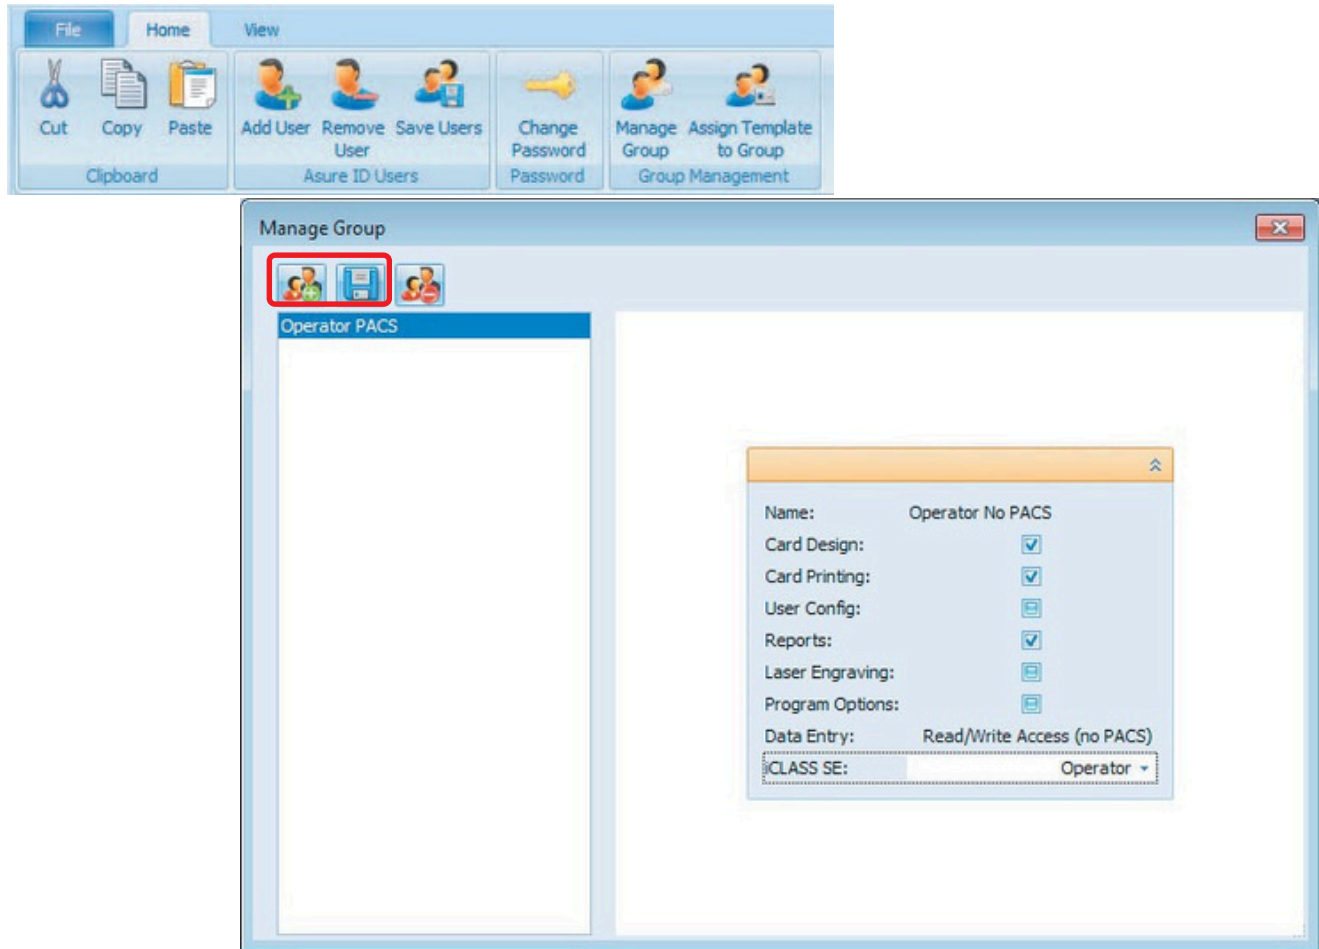 File Home View
Cut Copy Paste Add User Remove User Save Users Change Password Manage Group Assign Template to Group
Clipboard Asure ID Users Password Group Management
Manage Group
Operator PACS
Name: Operator No PACS
Card Design:
Card Printing:
User Config:
Reports:
Laser Engraving:
Program Options:
Data Entry: Read/Write Access (no PACS)
iCLASS SE: Operator